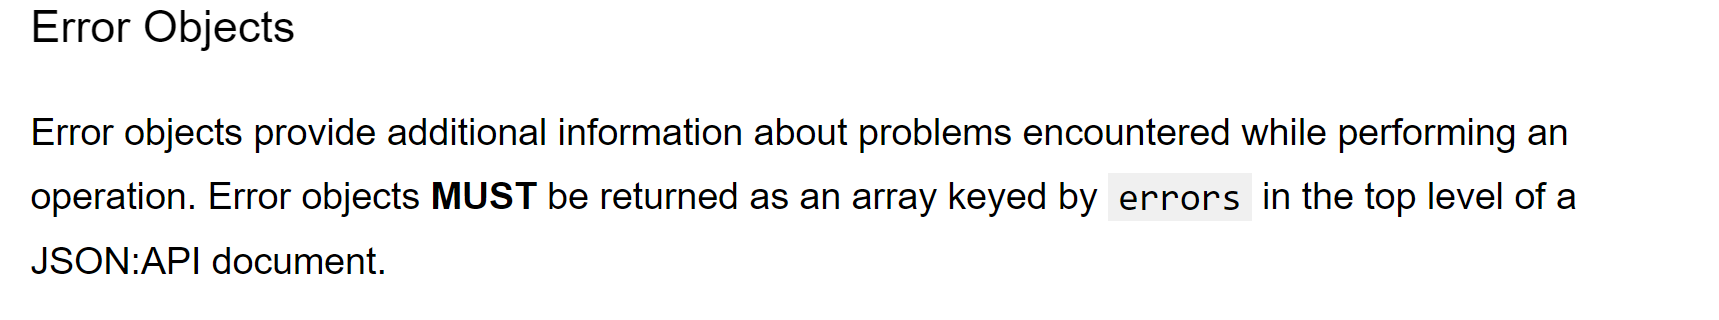 Error Objects
Error objects provide additional information about problems encountered while performing an
operation. Error objects MUST be returned as an array keyed by errors in the top level of a
JSON:API document.